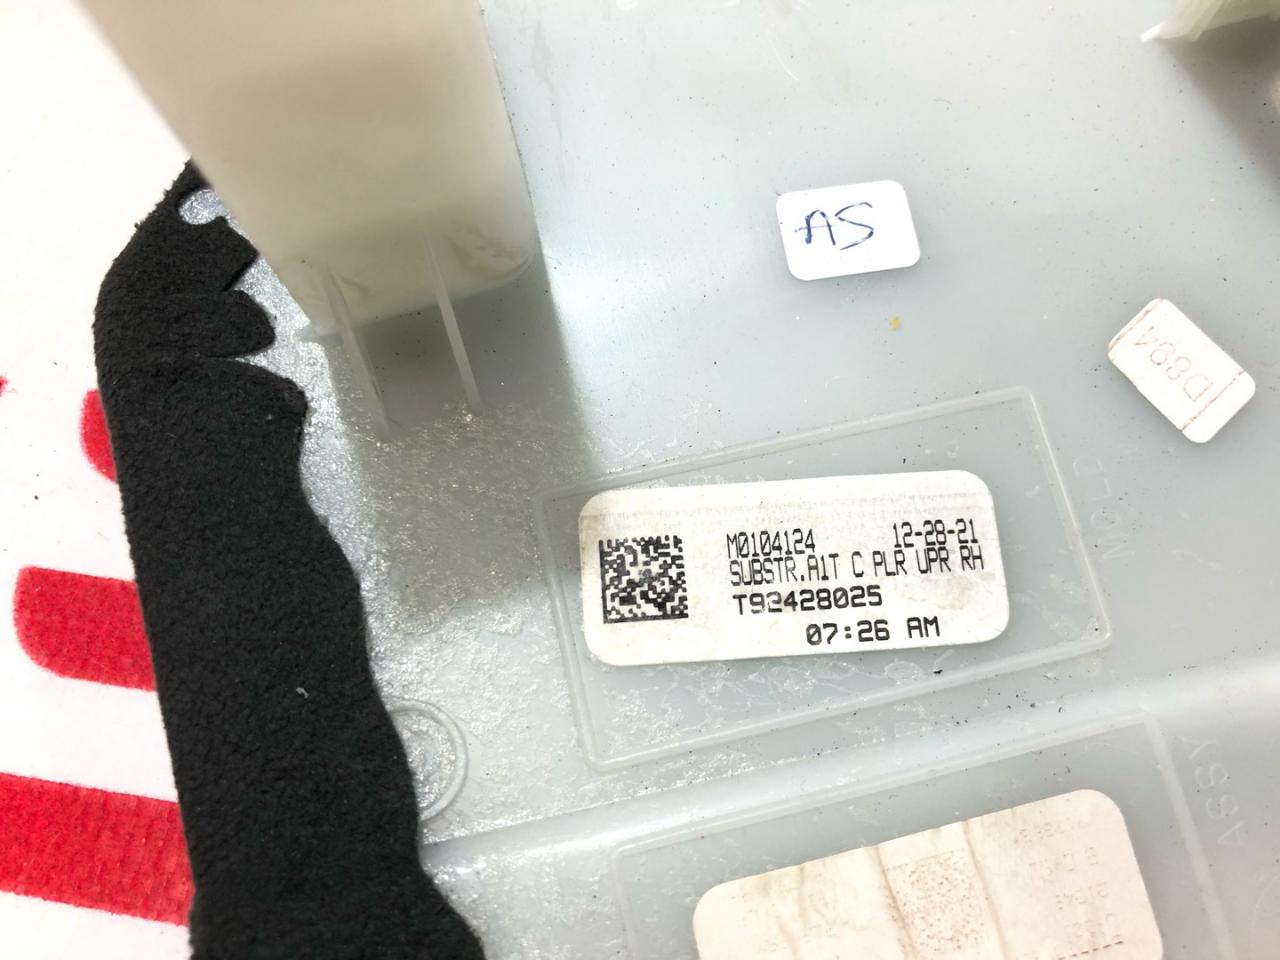 AS
D894
M0104124 12-28-21
SUBSTR.A1T C PLR UPR RH
T92428025
07:26 AM
MOLD
ASSY